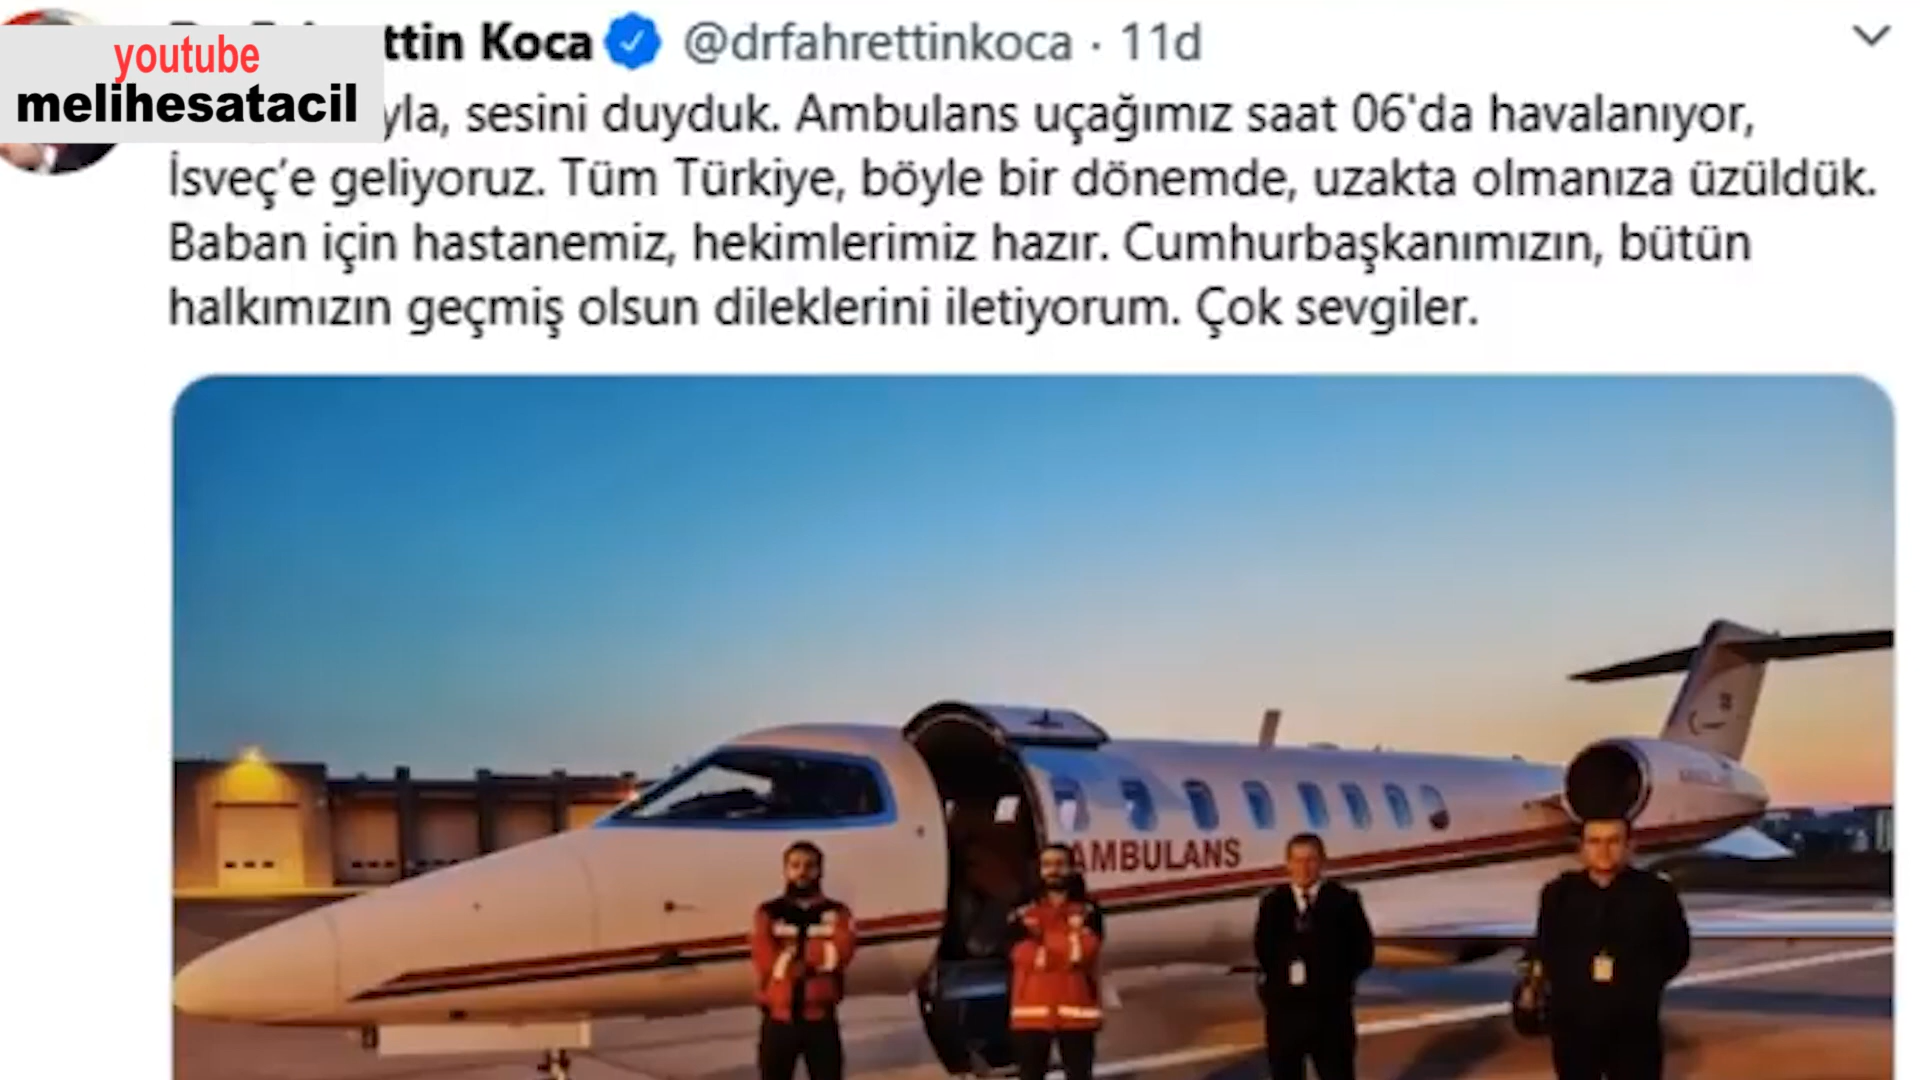 youtube
melihesatacil
ttin Koca @drfahrettinkoca · 11d
yla, sesini duyduk. Ambulans uçağımız saat 06'da havalanıyor,
İsveç’e geliyoruz. Tüm Türkiye, böyle bir dönemde, uzakta olmanıza üzüldük.
Baban için hastanemiz, hekimlerimiz hazır. Cumhurbaşkanımızın, bütün
halkımızın geçmiş olsun dileklerini iletiyorum. Çok sevgiler.
AMBULANS